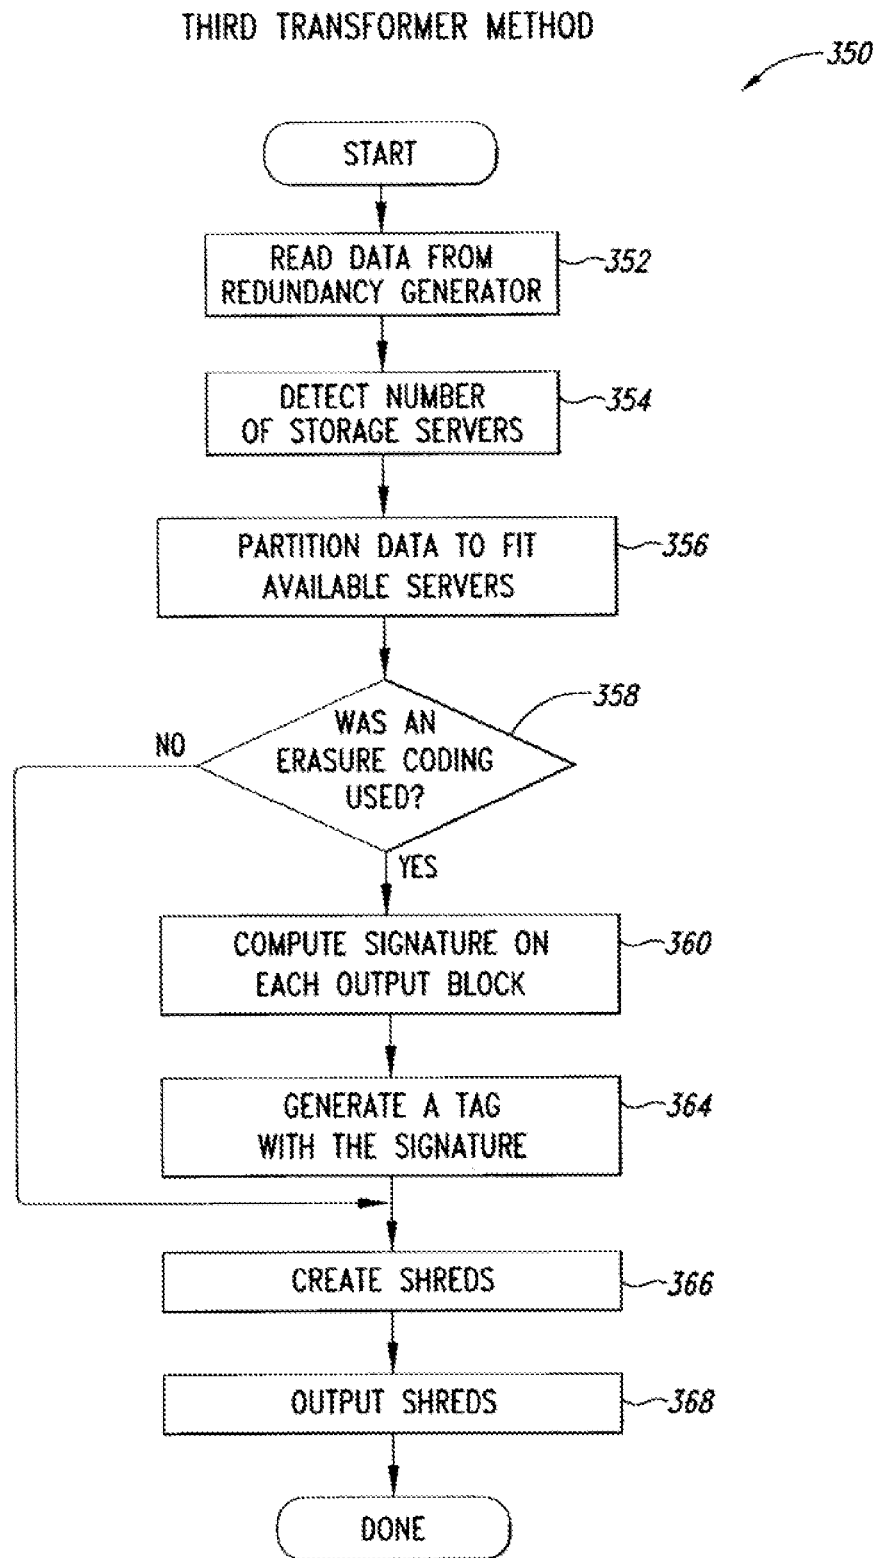 THIRD TRANSFORMER METHOD
350
START
READ DATA FROM
REDUNDANCY GENERATOR
352
DETECT NUMBER
OF STORAGE SERVERS
354
PARTITION DATA TO FIT
AVAILABLE SERVERS
356
358
WAS AN
ERASURE CODING
USED?
NO
YES
COMPUTE SIGNATURE ON
EACH OUTPUT BLOCK
360
GENERATE A TAG
WITH THE SIGNATURE
364
CREATE SHREDS
366
OUTPUT SHREDS
368
DONE